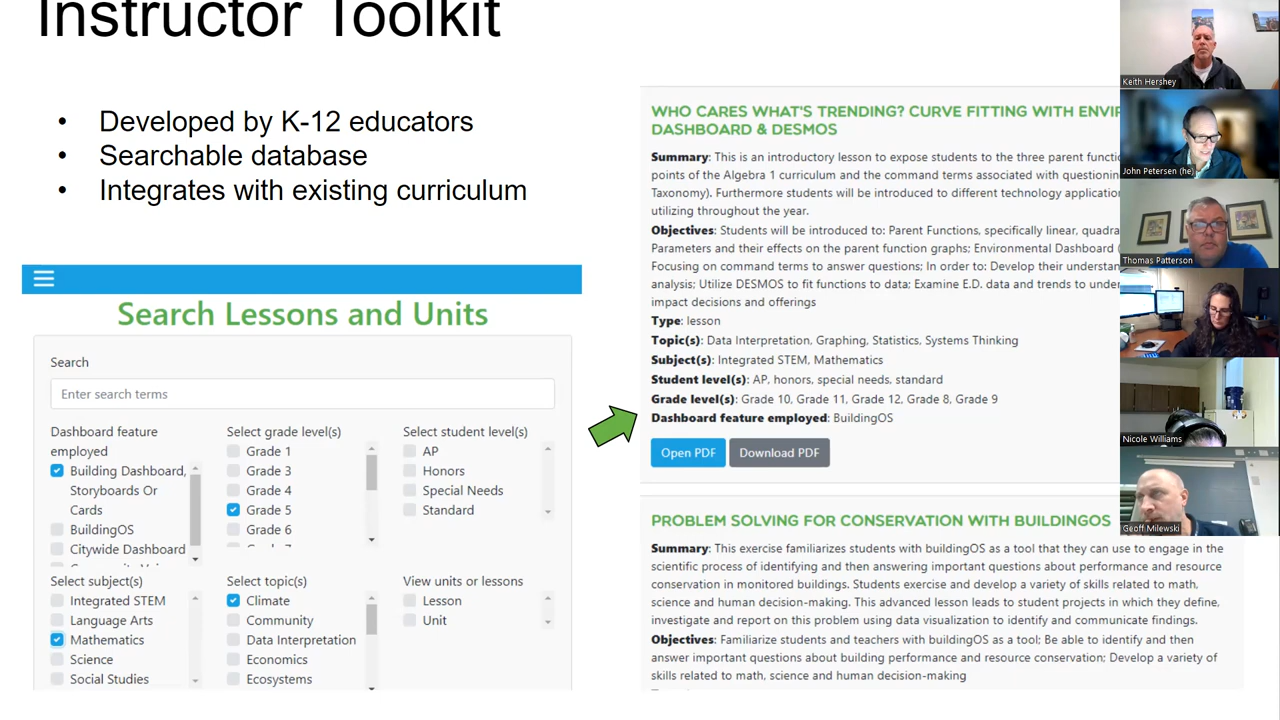 Instructor Toolkit
• Developed by K-12 educators
• Searchable database
• Integrates with existing curriculum
Search Lessons and Units
Search
Enter search terms
Dashboard feature employed
Building Dashboard,
Storyboards Or
Cards
BuildingOS
Citywide Dashboard
Select grade level(s)
Grade 1
Grade 3
Grade 4
Grade 5
Grade 6
Select student level(s)
AP
Honors
Special Needs
Standard
Select subject(s)
Integrated STEM
Language Arts
Mathematics
Science
Social Studies
Select topic(s)
Climate
Community
Data Interpretation
Economics
Ecosystems
View units or lessons
Lesson
Unit
WHO CARES WHAT'S TRENDING? CURVE FITTING WITH ENVIR
DASHBOARD & DESMOS
Summary: This is an introductory lesson to expose students to the three parent functi
points of the Algebra 1 curriculum and the command terms associated with questionin
Taxonomy). Furthermore students will be introduced to different technology application
utilizing throughout the year.
Objectives: Students will be introduced to: Parent Functions, specifically linear, quadra
Parameters and their effects on the parent function graphs; Environmental Dashboard (
Focusing on command terms to answer questions; In order to: Develop their understan
analysis; Utilize DESMOS to fit functions to data; Examine E.D. data and trends to under
impact decisions and offerings
Type: lesson
Topic(s): Data Interpretation, Graphing, Statistics, Systems Thinking
Subject(s): Integrated STEM, Mathematics
Student level(s): AP, honors, special needs, standard
Grade level(s): Grade 10, Grade 11, Grade 12, Grade 8, Grade 9
Dashboard feature employed: BuildingOS
Open PDF
Download PDF
PROBLEM SOLVING FOR CONSERVATION WITH BUILDINGOS
Summary: This exercise familiarizes students with buildingOS as a tool that they can use to engage in the
scientific process of identifying and then answering important questions about performance and resource
conservation in monitored buildings. Students exercise and develop a variety of skills related to math,
science and human decision-making. This advanced lesson leads to student projects in which they define,
investigate and report on this problem using data visualization to identify and communicate findings.
Objectives: Familiarize students and teachers with buildingOS as a tool; Be able to identify and then
answer important questions about building performance and resource conservation; Develop a variety of
skills related to math, science and human decision-making
Keith Hershey
John Petersen (he)
Thomas Patterson
Nicole Williams
Geoff Milewski